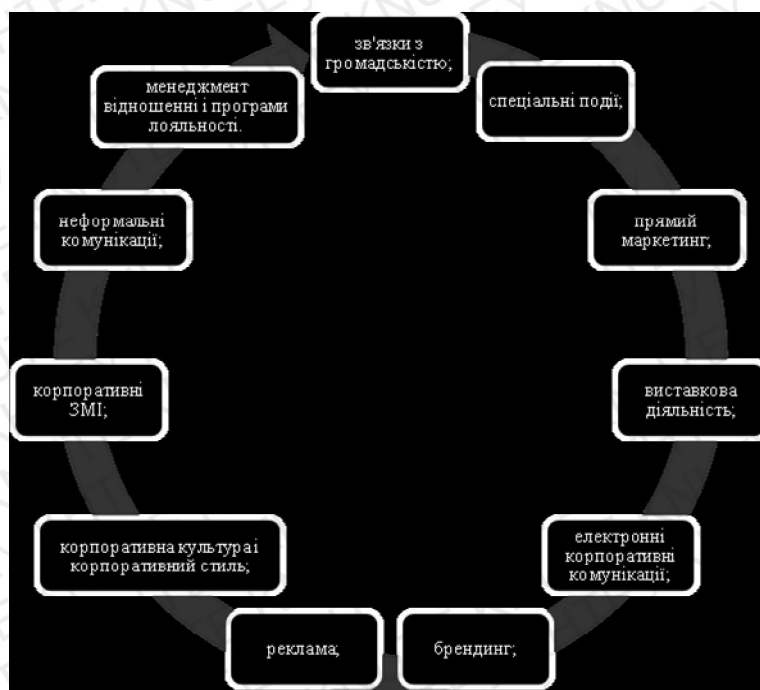 зв'язки з
громадськістю;
спеціальні події;
прямий
маркетинг;
виставкова
діяльність;
електронні
корпоративні
комунікації;
брендинг;
реклама;
корпоративна культура і
корпоративний стиль;
корпоративні
ЗМІ;
неформальні
комунікації;
менеджмент
відношенні і програми
лояльності.